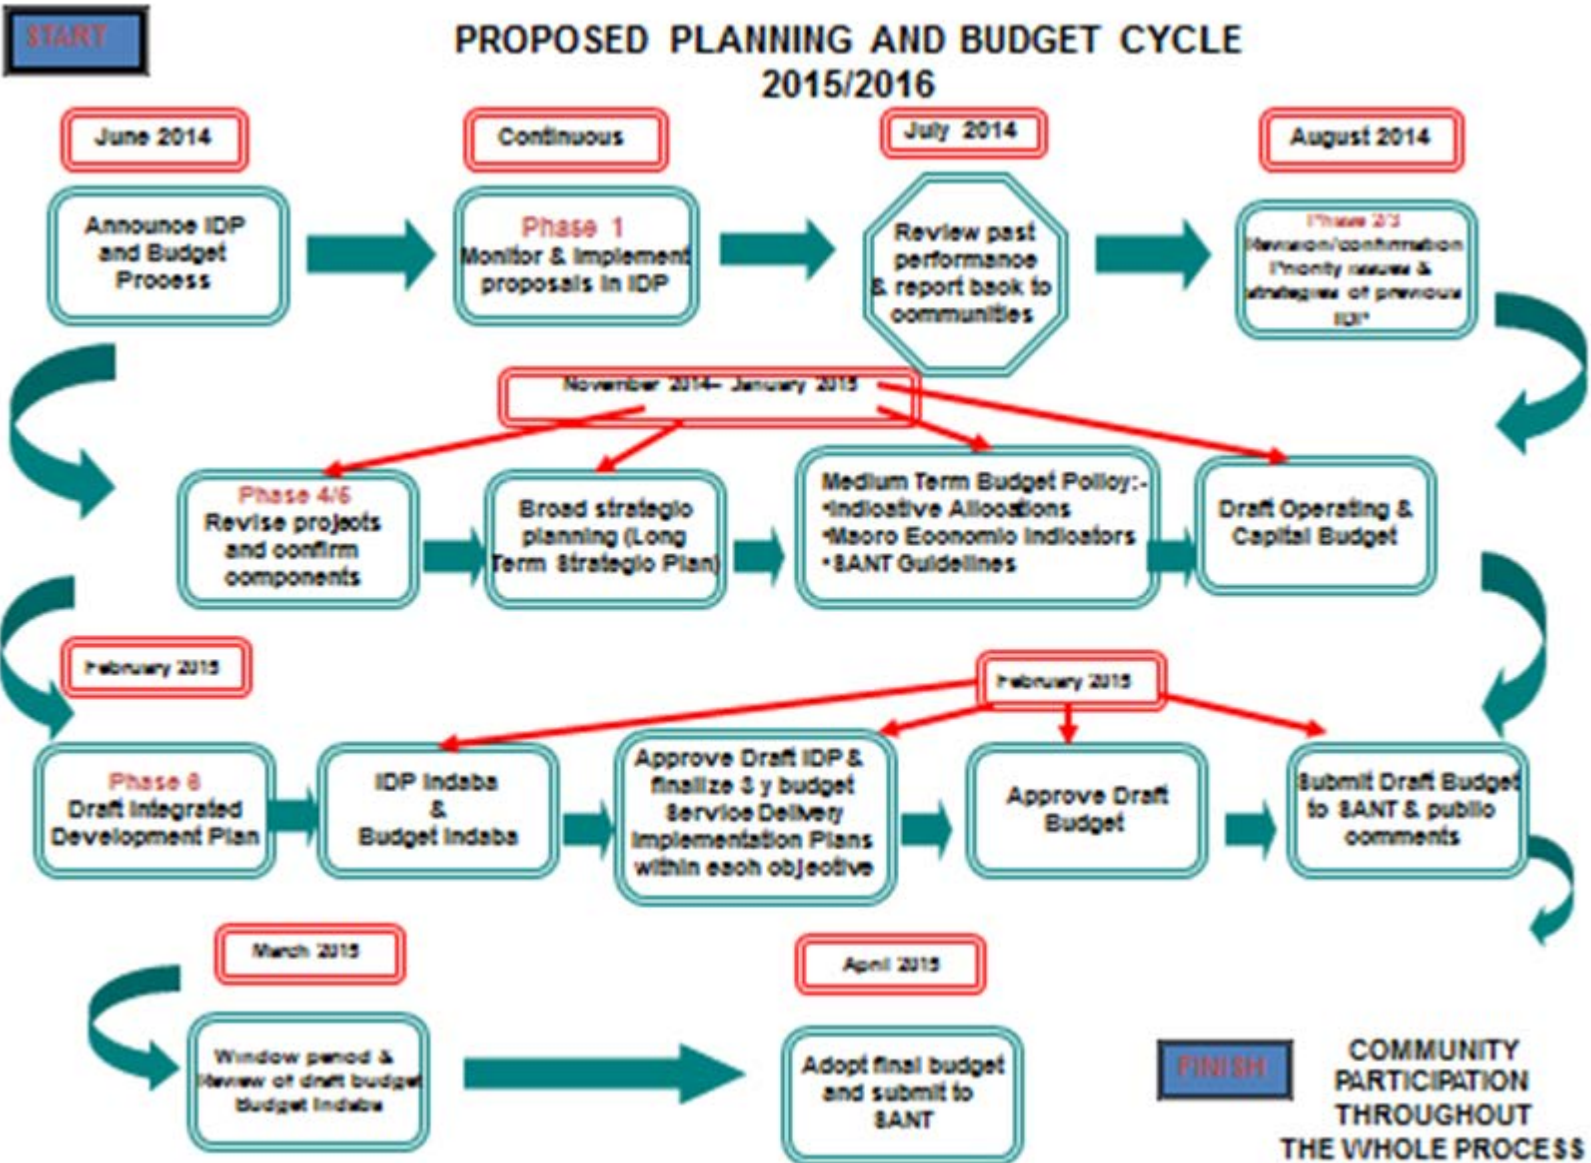 START
PROPOSED PLANNING AND BUDGET CYCLE
2015/2016
June 2014
Continuous
July 2014
August 2014
Announce IDP
and Budget
Process
Phase 1
Monitor & Implement
proposals in IDP
Review past
performance
& report back to
communities
Phase 2/3
Revision/confirmation
Priority issues &
strategies of previous
IDP
November 2014– January 2015
Phase 4/5
Revise projects
and confirm
components
Broad strategic
planning (Long
Term Strategic Plan)
Medium Term Budget Policy:-
•Indicative Allocations
•Macro Economic Indicators
•SANT Guidelines
Draft Operating &
Capital Budget
February 2015
February 2015
Phase 6
Draft Integrated
Development Plan
IDP Indaba
&
Budget Indaba
Approve Draft IDP &
finalize 3 y budget
Service Delivery
Implementation Plans
within each objective
Approve Draft
Budget
Submit Draft Budget
to SANT & public
comments
March 2015
April 2015
Window period &
Review of draft budget
Budget Indaba
Adopt final budget
and submit to
SANT
FINISH
COMMUNITY
PARTICIPATION
THROUGHOUT
THE WHOLE PROCESS